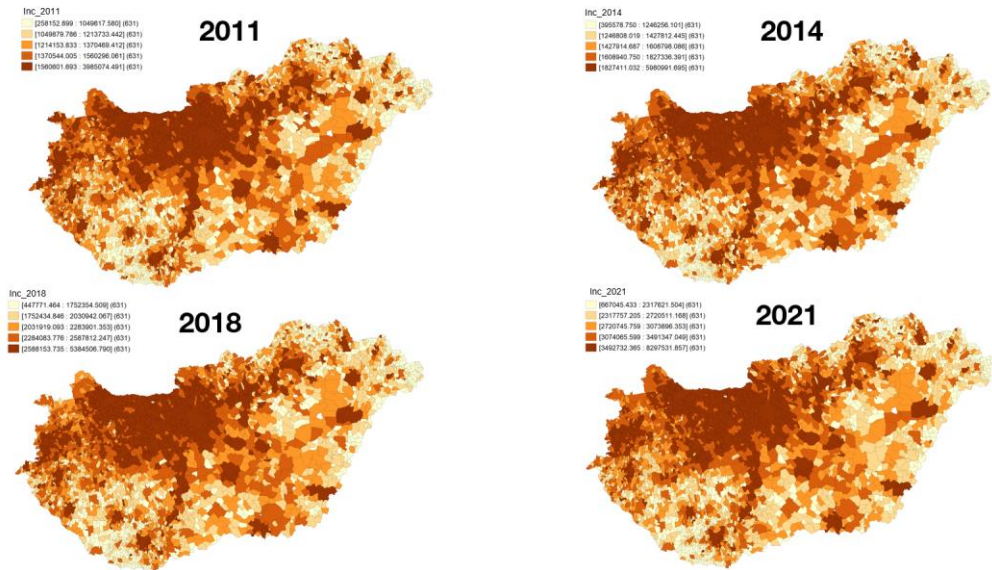 Inc_2011
[258152.899 : 1049617.580] (631)
[1049879.786 : 1213733.442] (631)
[1214153.833 : 1370469.412] (631)
[1370544.005 : 1560296.061] (631)
[1560601.693 : 3985074.491] (631)
2011
Inc_2014
[395578.750 : 1246256.101] (631)
[1246808.019 : 1427812.445] (631)
[1427914.687 : 1608798.086] (631)
[1608940.750 : 1827336.391] (631)
[1827411.032 : 5980991.695] (631)
2014
Inc_2018
[447771.464 : 1752354.509] (631)
[1752434.846 : 2030942.067] (631)
[2031919.093 : 2283901.353] (631)
[2284083.776 : 2587812.247] (631)
[2588153.735 : 5384506.790] (631)
2018
Inc_2021
[667045.433 : 2317621.504] (631)
[2317757.205 : 2720511.168] (631)
[2720745.759 : 3073896.353] (631)
[3074065.599 : 3491347.049] (631)
[3492732.365 : 8297531.857] (631)
2021